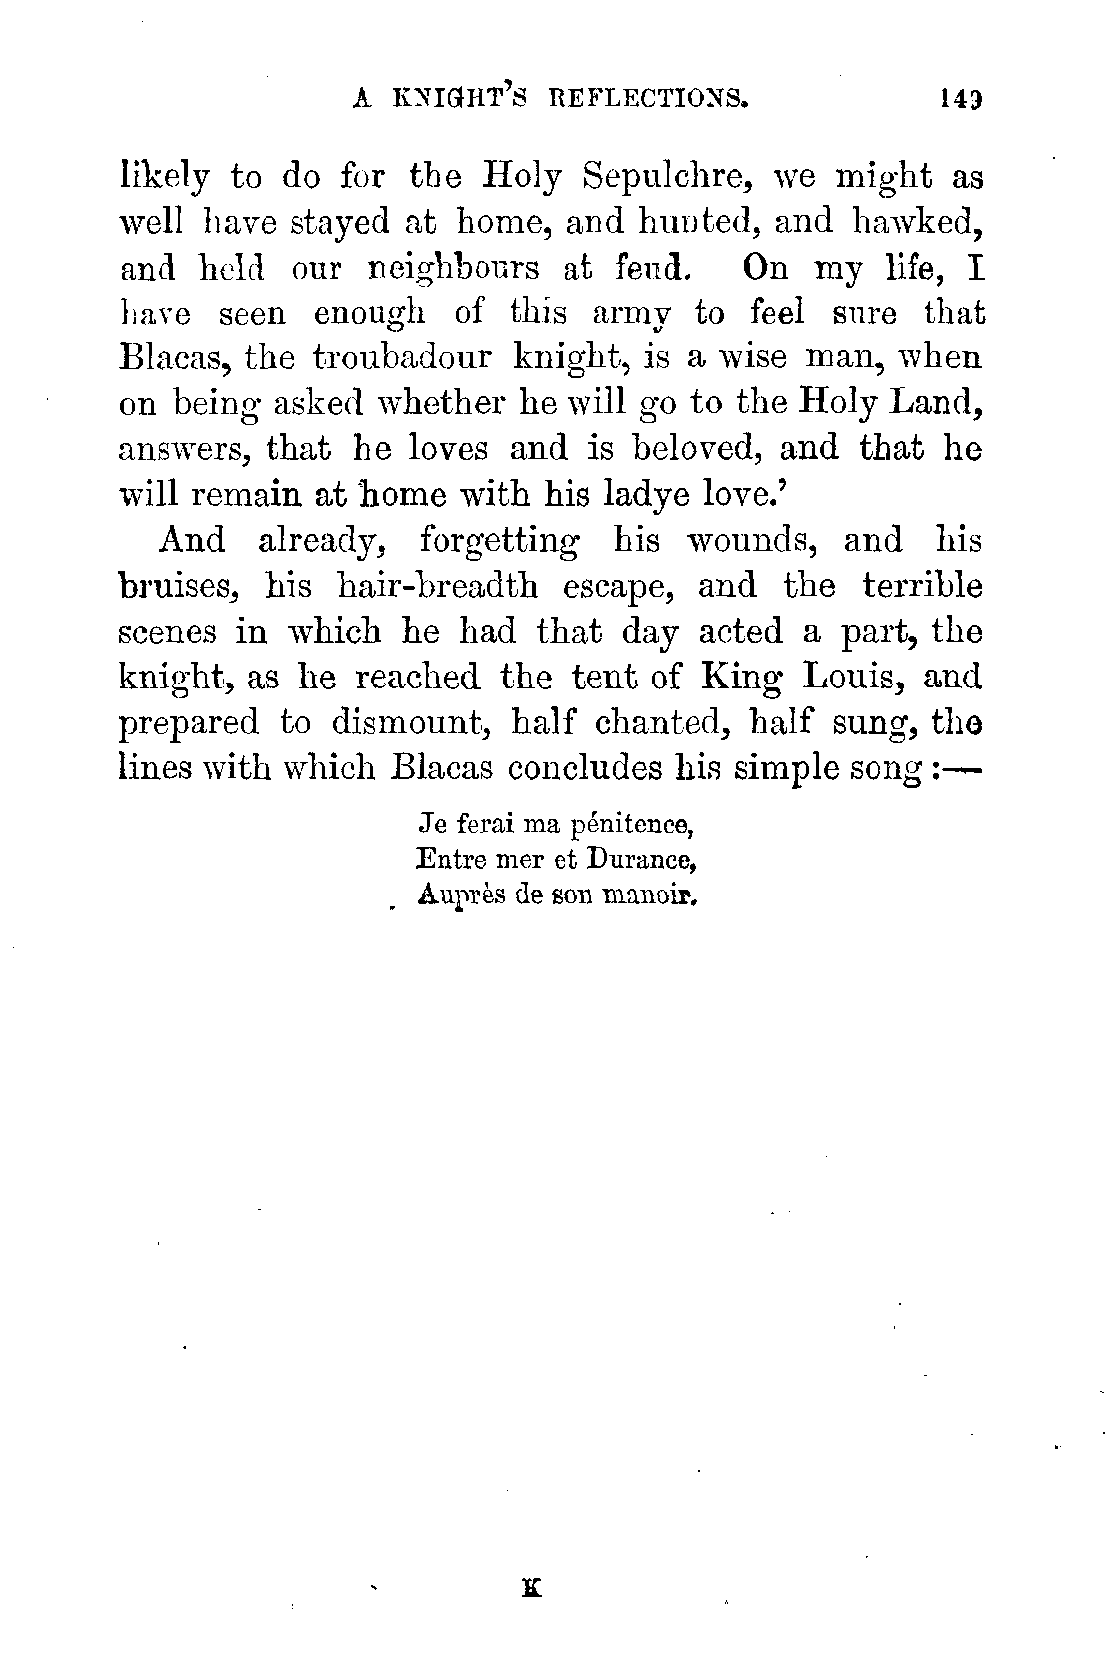 A KNIGHT'S REFLECTIONS. 149
likely to do for the Holy Sepulchre, we might as
well have stayed at home, and hunted, and hawked,
and held our neighbours at feud. On my life, I
have seen enough of this army to feel sure that
Blacas, the troubadour knight, is a wise man, when
on being asked whether he will go to the Holy Land,
answers, that he loves and is beloved, and that he
will remain at home with his ladye love.'
And already, forgetting his wounds, and his
bruises, his hair-breadth escape, and the terrible
scenes in which he had that day acted a part, the
knight, as he reached the tent of King Louis, and
prepared to dismount, half chanted, half sung, the
lines with which Blacas concludes his simple song:—
Je ferai ma pénitence,
Entre mer et Durance,
Auprès de son manoir.
K